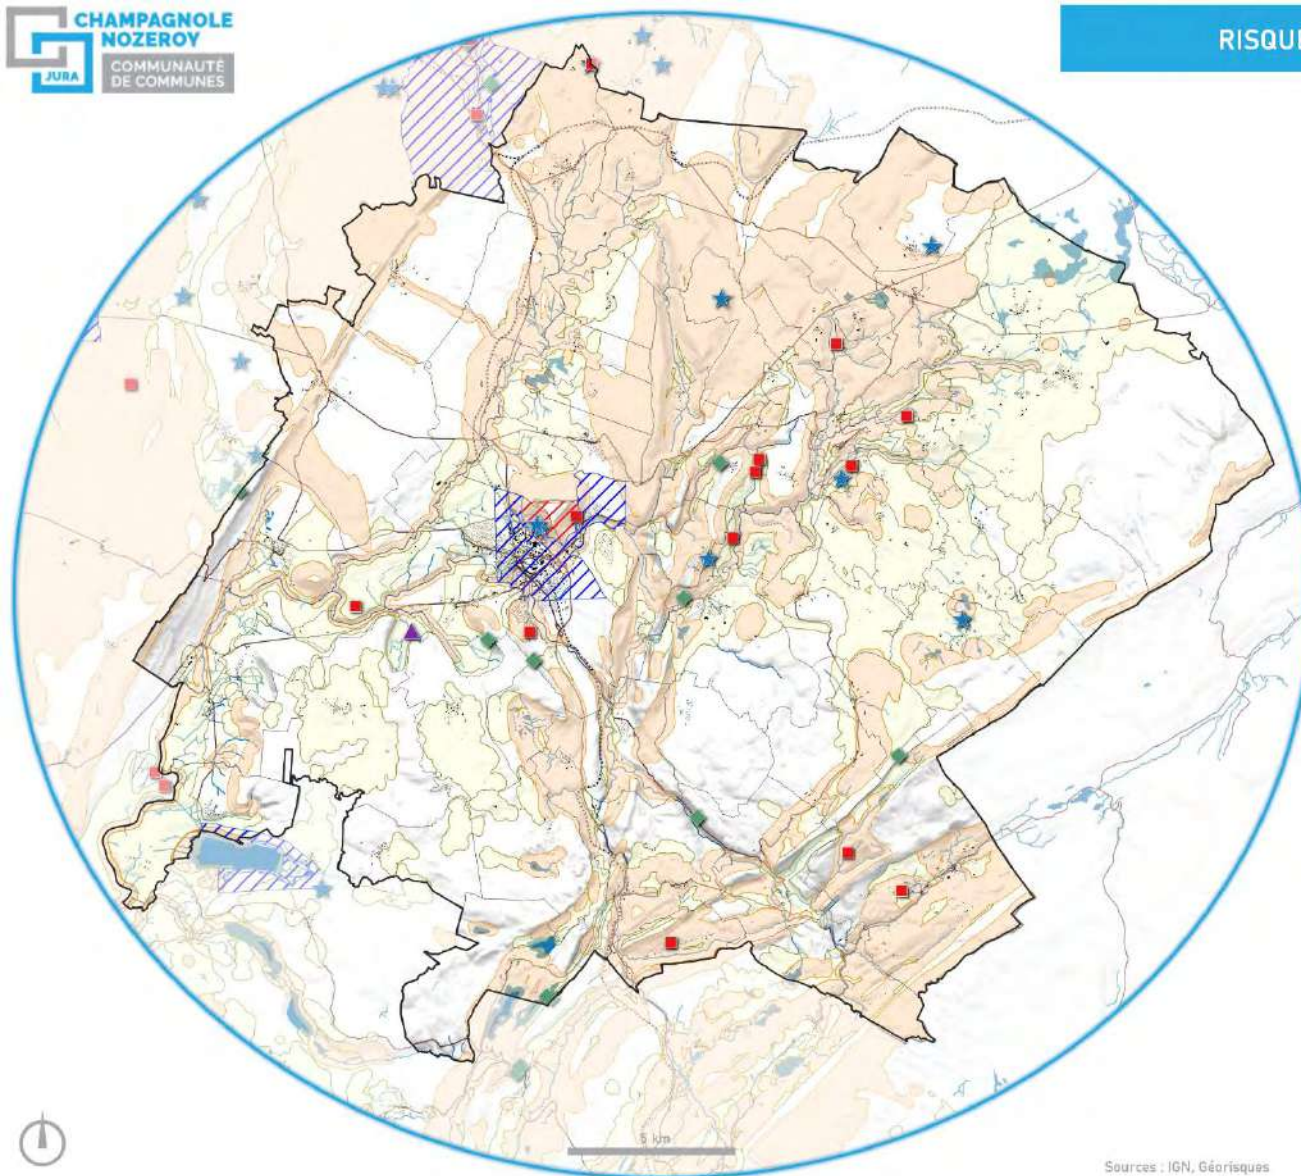 CHAMPAGNOLE
NOZEROY
JURA
COMMUNAUTÉ
DE COMMUNES
RISQU
5 km
Sources : IGN, Géorisques